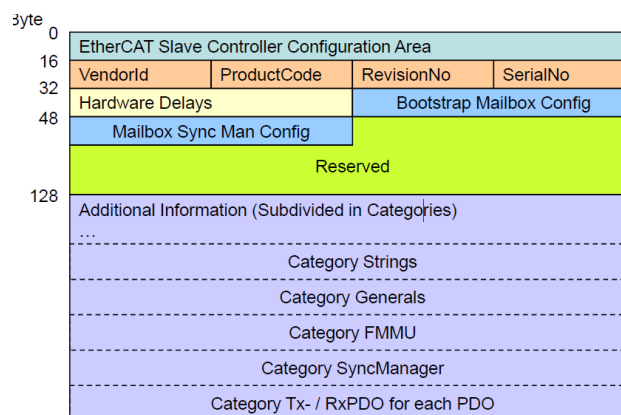 Byte
0
EtherCAT Slave Controller Configuration Area
16
VendorId ProductCode RevisionNo SerialNo
32
Hardware Delays Bootstrap Mailbox Config
48
Mailbox Sync Man Config
Reserved
128
Additional Information (Subdivided in Categories)
...
Category Strings
Category Generals
Category FMMU
Category SyncManager
Category Tx- / RxPDO for each PDO